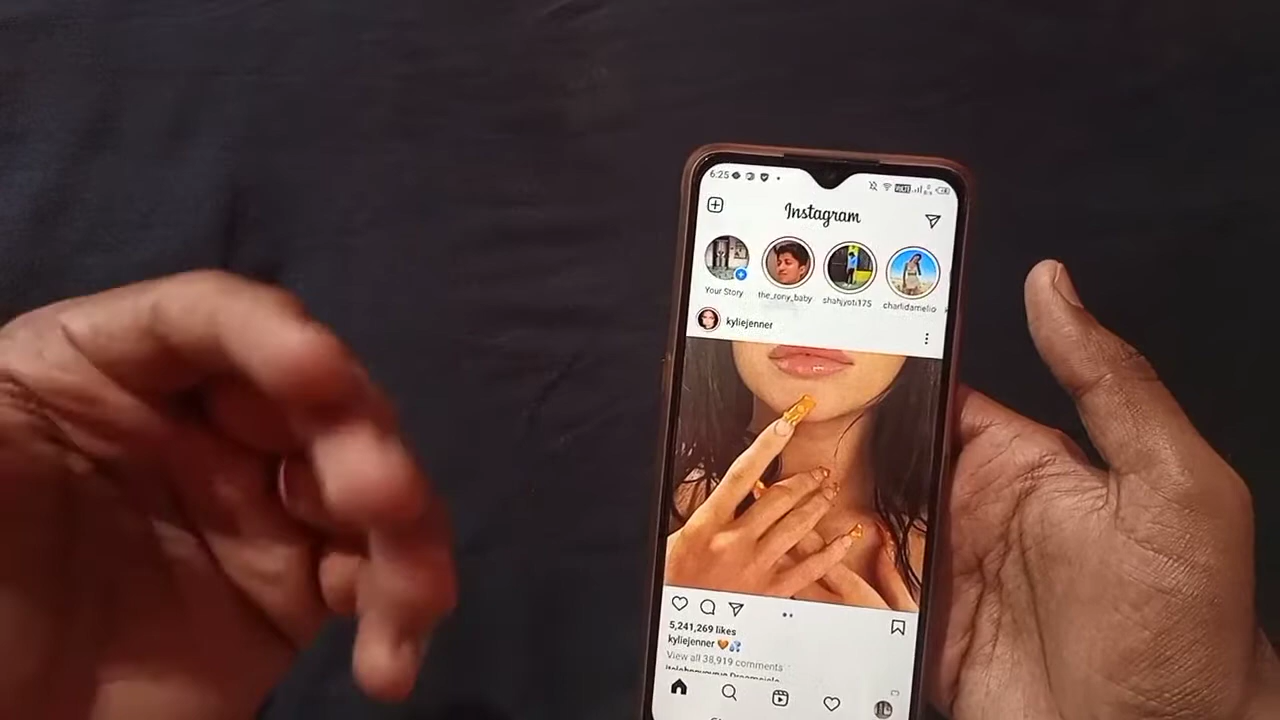 6:25
Instagram
Your Story the_rony_baby shahjyoti175 charlidamelio
kyliejenner
5,241,269 likes
kyliejenner 🧡💦
View all 38,919 comments